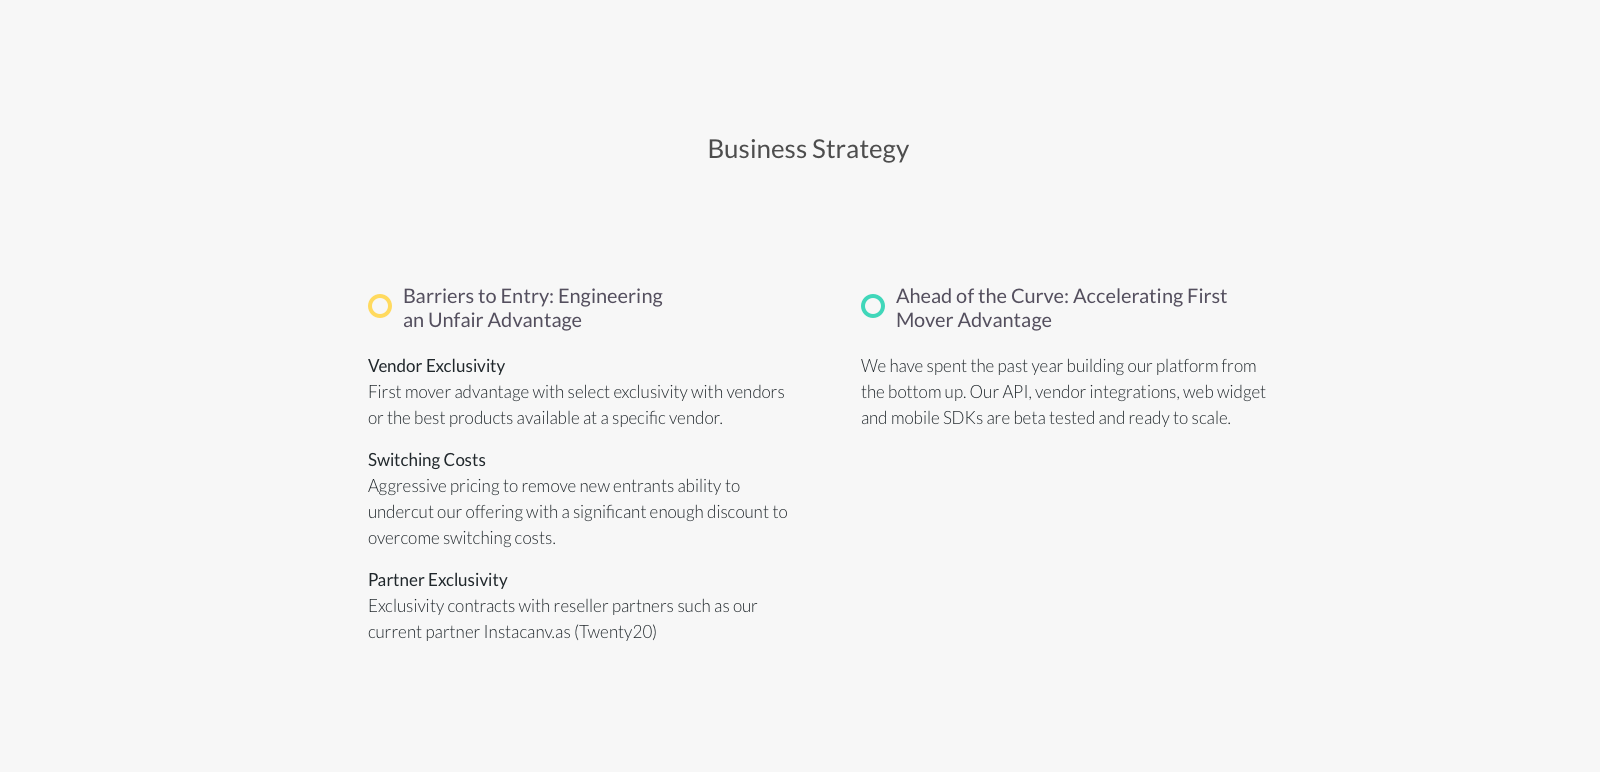 Business Strategy
Barriers to Entry: Engineering
an Unfair Advantage
Vendor Exclusivity
First mover advantage with select exclusivity with vendors
or the best products available at a specific vendor.
Switching Costs
Aggressive pricing to remove new entrants ability to
undercut our offering with a significant enough discount to
overcome switching costs.
Partner Exclusivity
Exclusivity contracts with reseller partners such as our
current partner Instacanv.as (Twenty20)
Ahead of the Curve: Accelerating First
Mover Advantage
We have spent the past year building our platform from
the bottom up. Our API, vendor integrations, web widget
and mobile SDKs are beta tested and ready to scale.